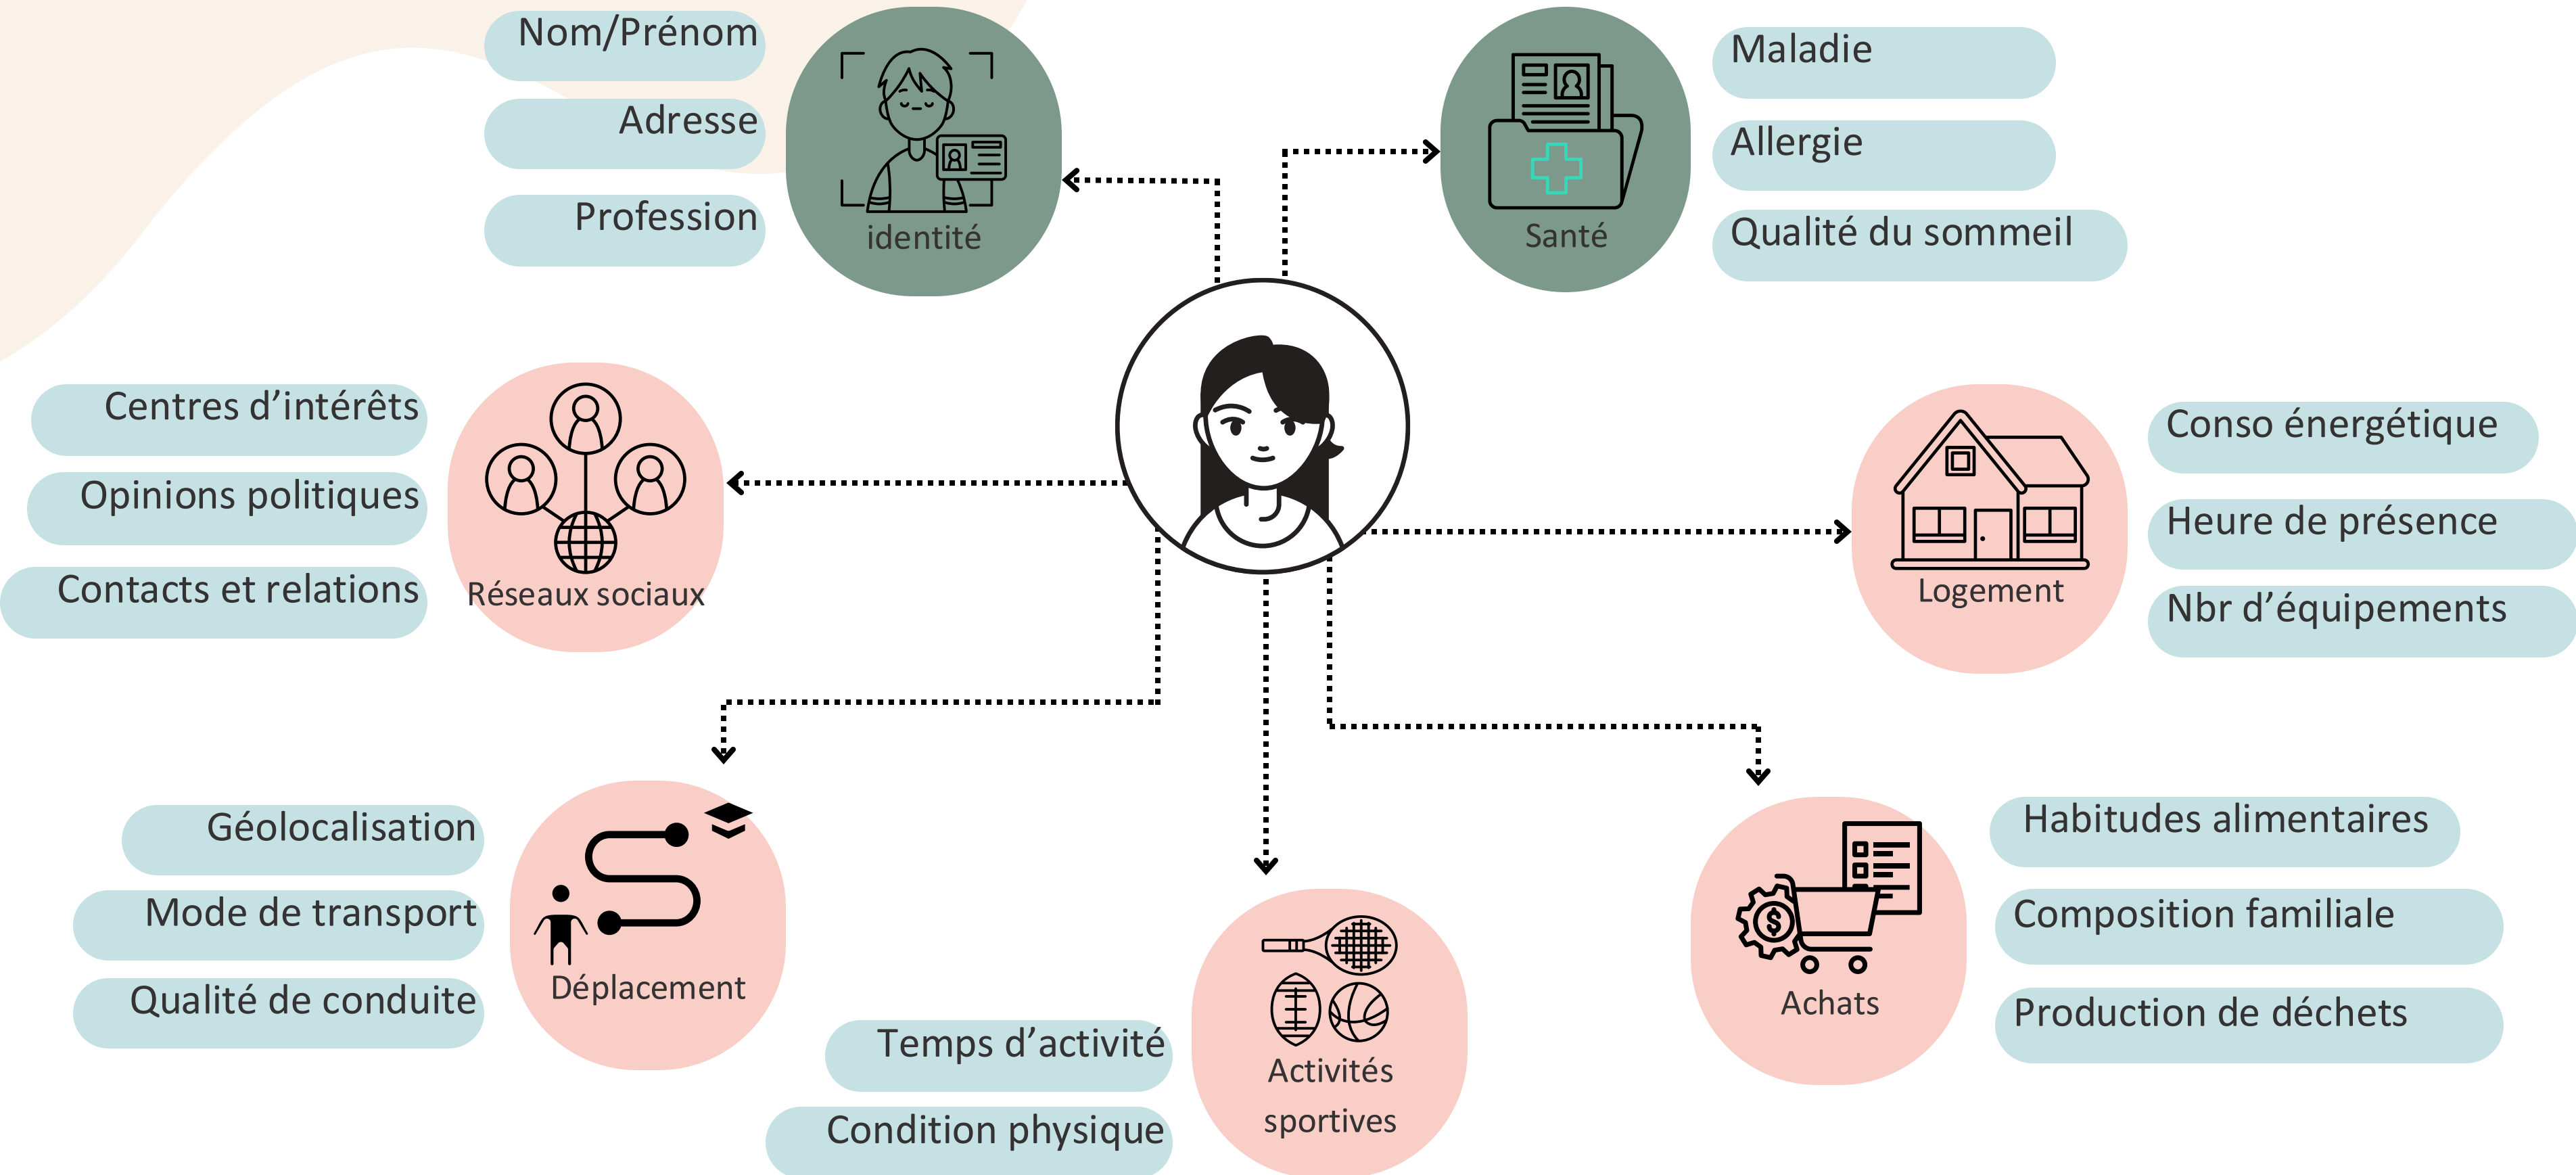 Nom/Prénom
Adresse
Profession
identité
Santé
Maladie
Allergie
Qualité du sommeil
Centres d’intérêts
Opinions politiques
Contacts et relations
Réseaux sociaux
Logement
Conso énergétique
Heure de présence
Nbr d’équipements
Géolocalisation
Mode de transport
Qualité de conduite
Déplacement
Temps d’activité
Condition physique
Activités
sportives
$
Achats
Habitudes alimentaires
Composition familiale
Production de déchets